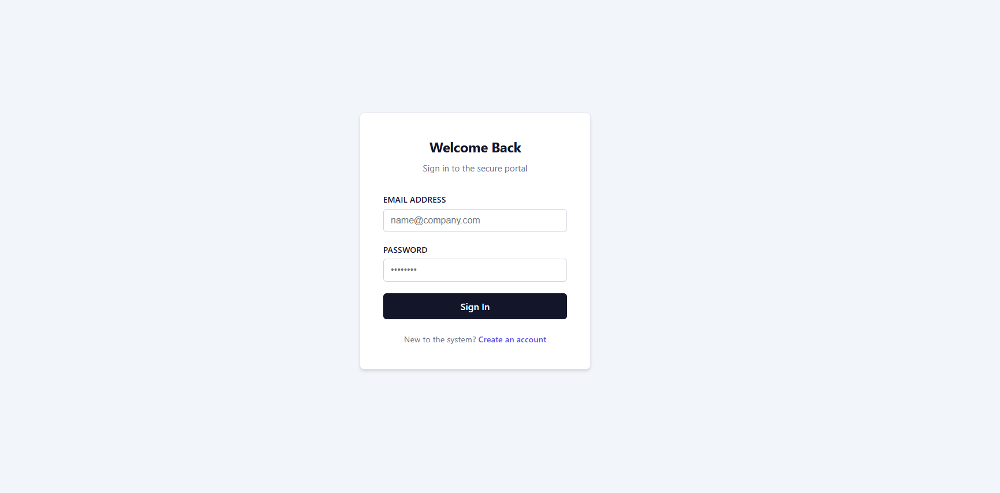 Welcome Back
Sign in to the secure portal
EMAIL ADDRESS
name@company.com
PASSWORD
••••••••
Sign In
New to the system? Create an account